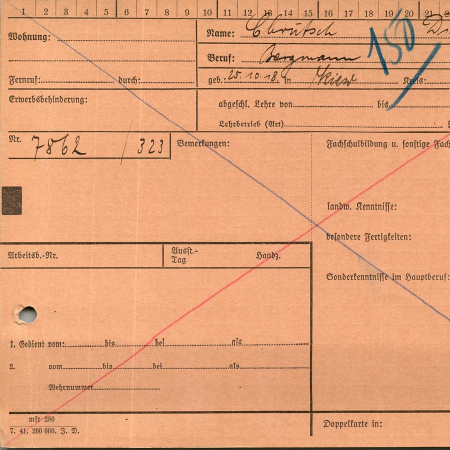 1 2 3 4 5 6 7 8 9 10 11 12 13 14 15 16 17 18 19 20 21 22
Wohnung:
Name: Chrutsch
150
Beruf: Bergmann
Fernruf: durch:
geb. 25.10.18. in Kiew Kreis:
Erwerbsbehinderung:
abgeschl. Lehre von bis
Lehrbetrieb (Art)
Nr. 7862 / 323
Bemerkungen:
Fachschulbildung u. sonstige Fach
landw. Kenntnisse:
besondere Fertigkeiten:
Sonderkenntnisse im Hauptberuf:
Arbeitsb.-Nr. Ausst.-Tag Handz.
1. Gedient vom: bis bei als
2. vom bis bei als
Wehrnummer
mfr 280
7. 41. 200 000. J. D.
Doppelkarte in: